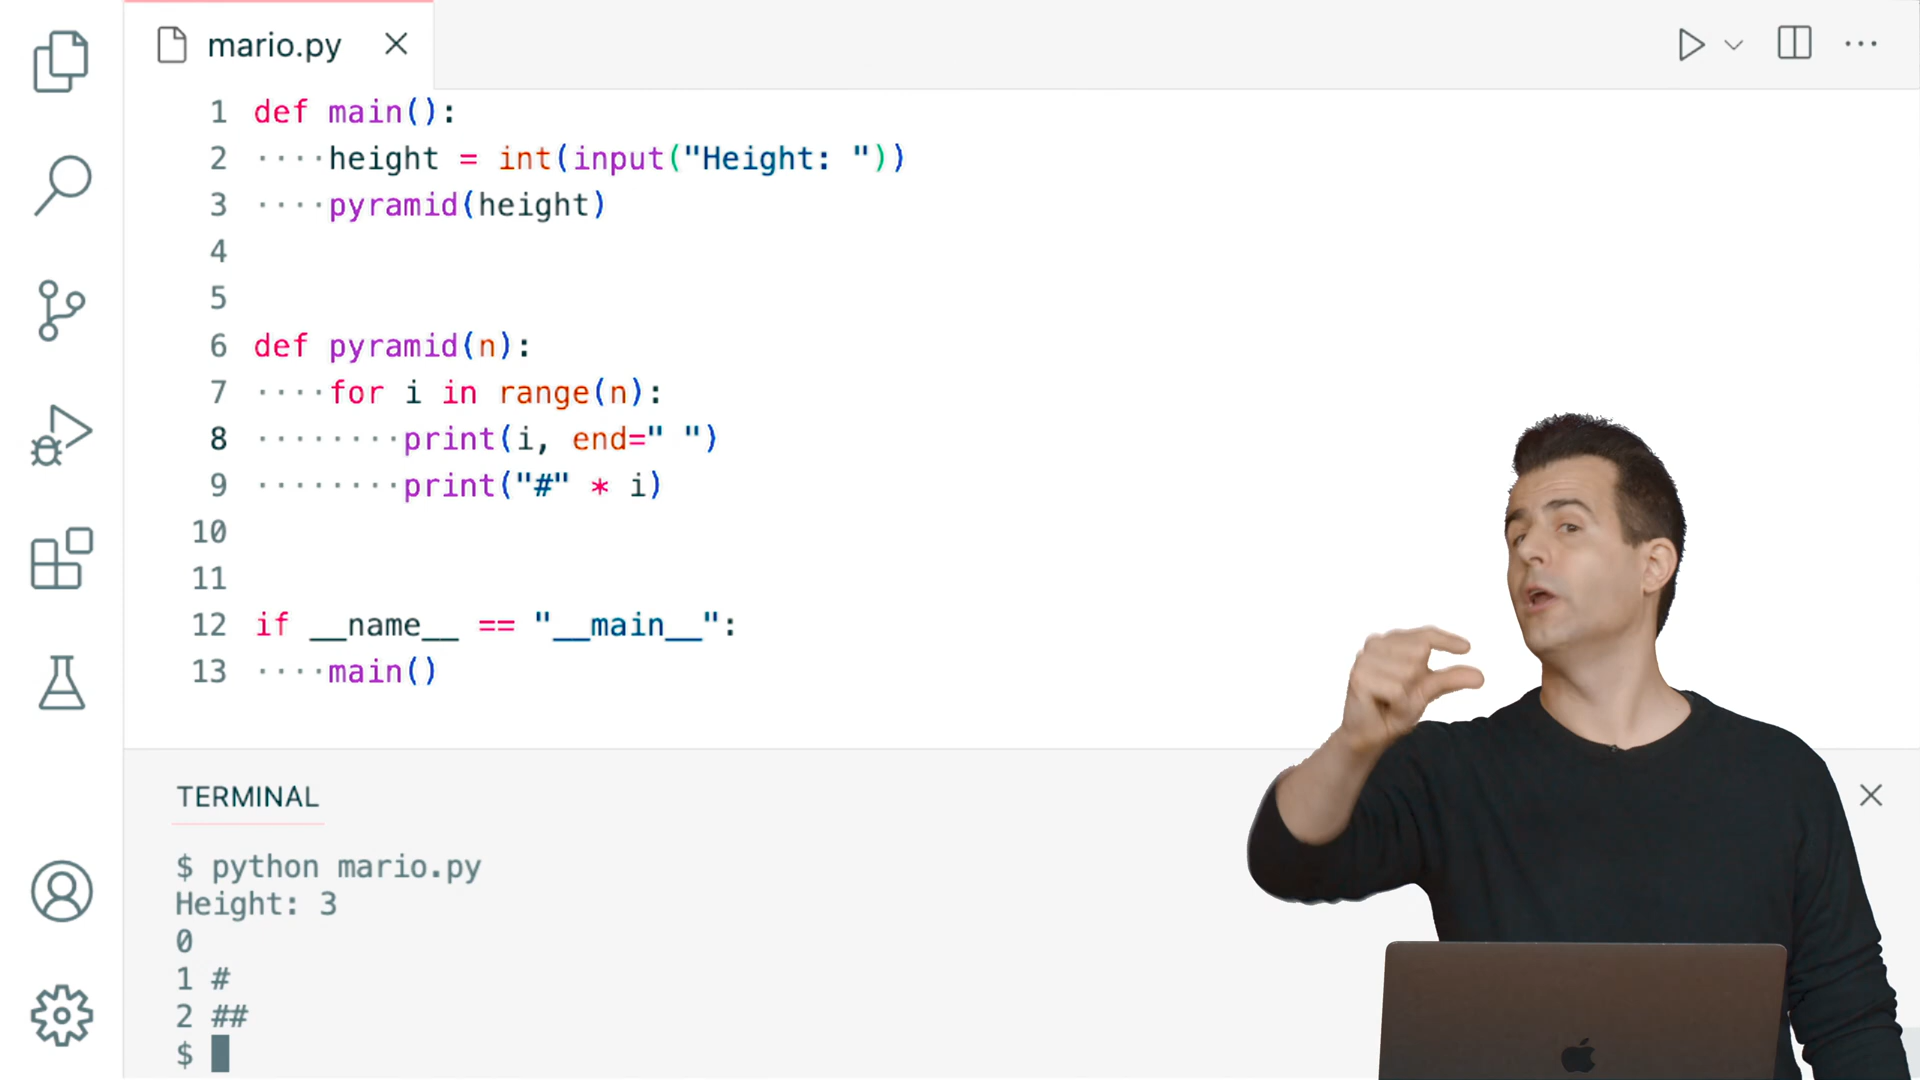 mario.py
1 def main():
2 ····height = int(input("Height: "))
3 ····pyramid(height)
4
5
6 def pyramid(n):
7 ····for i in range(n):
8 ········print(i, end=" ")
9 ········print("#" * i)
10
11
12 if __name__ == "__main__":
13 ····main()
TERMINAL
$ python mario.py
Height: 3
0
1 #
2 ##
$